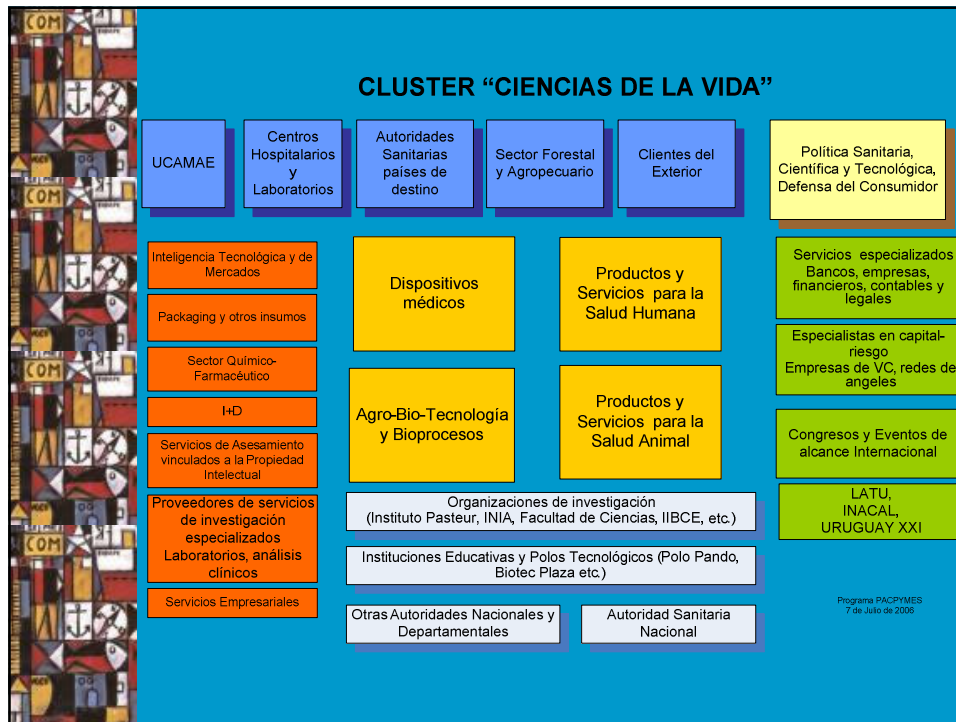 CLUSTER “CIENCIAS DE LA VIDA”
UCAMAE
Centros
Hospitalarios
y
Laboratorios
Autoridades
Sanitarias
países de
destino
Sector Forestal
y Agropecuario
Clientes del
Exterior
Política Sanitaria,
Científica y Tecnológica,
Defensa del Consumidor
Inteligencia Tecnológica y de
Mercados
Packaging y otros insumos
Sector Químico-
Farmacéutico
I+D
Servicios de Asesamiento
vinculados a la Propiedad
Intelectual
Proveedores de servicios
de investigación
especializados
Laboratorios, análisis
clínicos
Servicios Empresariales
Dispositivos
médicos
Productos y
Servicios para la
Salud Humana
Agro-Bio-Tecnología
y Bioprocesos
Productos y
Servicios para la
Salud Animal
Organizaciones de investigación
(Instituto Pasteur, INIA, Facultad de Ciencias, IIBCE, etc.)
Instituciones Educativas y Polos Tecnológicos (Polo Pando,
Biotec Plaza etc.)
Otras Autoridades Nacionales y
Departamentales
Autoridad Sanitaria
Nacional
Servicios especializados
Bancos, empresas,
financieros, contables y
legales
Especialistas en capital-
riesgo
Empresas de VC, redes de
angeles
Congresos y Eventos de
alcance Internacional
LATU,
INACAL,
URUGUAY XXI
Programa PACPYMES
7 de Julio de 2006
COM
COM
COM
COM